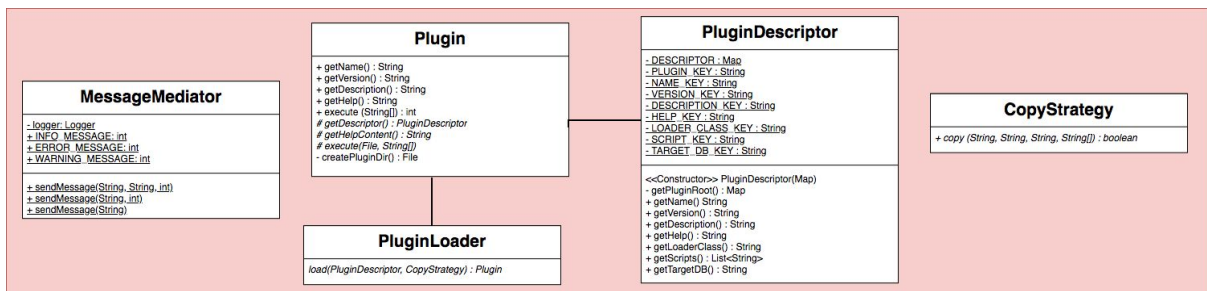 MessageMediator
- logger: Logger
+ INFO_MESSAGE: int
+ ERROR_MESSAGE: int
+ WARNING_MESSAGE: int
+ sendMessage(String, String, int)
+ sendMessage(String, int)
+ sendMessage(String)
Plugin
+ getName() : String
+ getVersion() : String
+ getDescription() : String
+ getHelp() : String
+ execute (String[]) : int
# getDescriptor() : PluginDescriptor
# getHelpContent() : String
# execute(File, String[])
- createPluginDir() : File
PluginLoader
load(PluginDescriptor, CopyStrategy) : Plugin
PluginDescriptor
- DESCRIPTOR : Map
- PLUGIN_KEY : String
- NAME_KEY : String
- VERSION_KEY : String
- DESCRIPTION_KEY : String
- HELP_KEY : String
- LOADER_CLASS_KEY : String
- SCRIPT_KEY : String
- TARGET_DB_KEY : String
<<Constructor>> PluginDescriptor(Map)
- getPluginRoot() : Map
+ getName() String
+ getVersion() : String
+ getDescription() : String
+ getHelp() : String
+ getLoaderClass() : String
+ getScripts() : List<String>
+ getTargetDB() : String
CopyStrategy
+ copy (String, String, String, String[]) : boolean